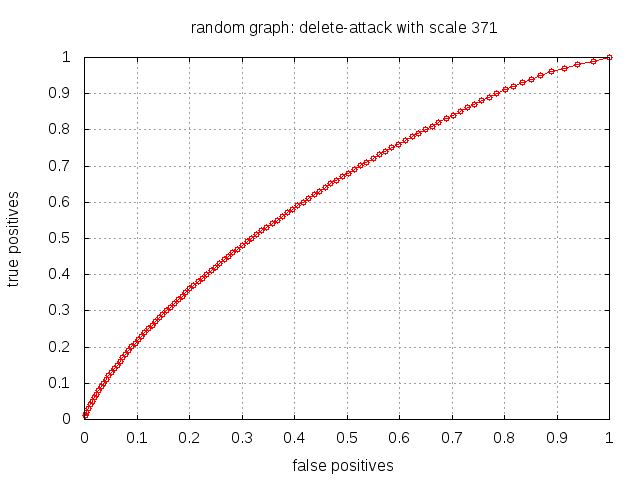 random graph: delete-attack with scale 371
1
0.9
0.8
0.7
0.6
0.5
0.4
0.3
0.2
0.1
0
true positives
0 0.1 0.2 0.3 0.4 0.5 0.6 0.7 0.8 0.9 1
false positives